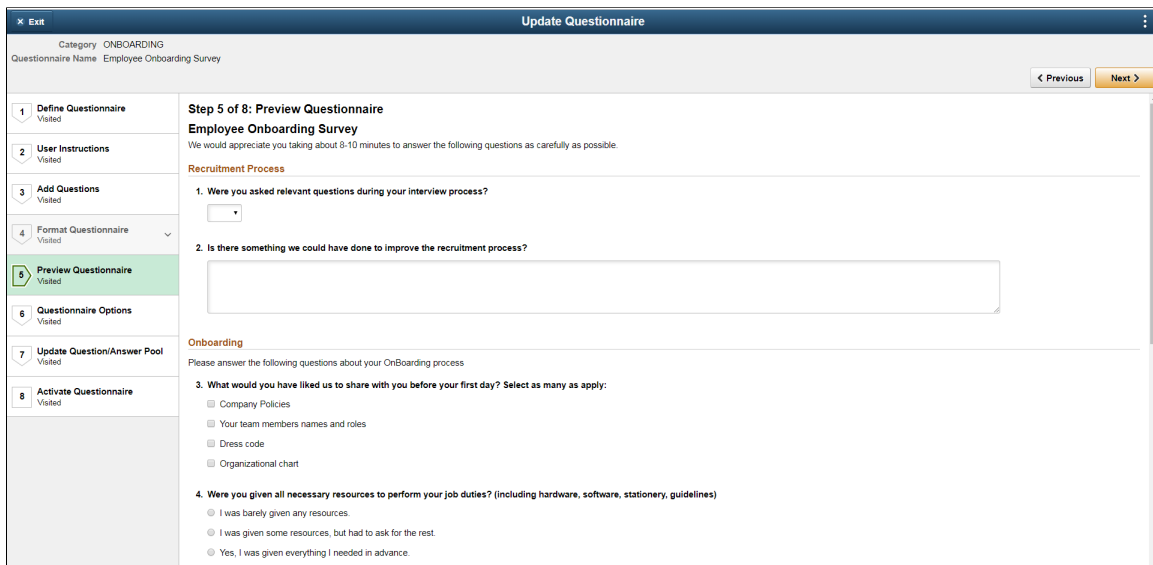 × Exit
Update Questionnaire
Category ONBOARDING
Questionnaire Name Employee Onboarding Survey
Previous
Next
1 Define Questionnaire
Visited
2 User Instructions
Visited
3 Add Questions
Visited
4 Format Questionnaire
Visited
5 Preview Questionnaire
Visited
6 Questionnaire Options
Visited
7 Update Question/Answer Pool
Visited
8 Activate Questionnaire
Visited
Step 5 of 8: Preview Questionnaire
Employee Onboarding Survey
We would appreciate you taking about 8-10 minutes to answer the following questions as carefully as possible.
Recruitment Process
1. Were you asked relevant questions during your interview process?
2. Is there something we could have done to improve the recruitment process?
Onboarding
Please answer the following questions about your OnBoarding process
3. What would you have liked us to share with you before your first day? Select as many as apply:
Company Policies
Your team members names and roles
Dress code
Organizational chart
4. Were you given all necessary resources to perform your job duties? (including hardware, software, stationery, guidelines)
I was barely given any resources.
I was given some resources, but had to ask for the rest.
Yes, I was given everything I needed in advance.